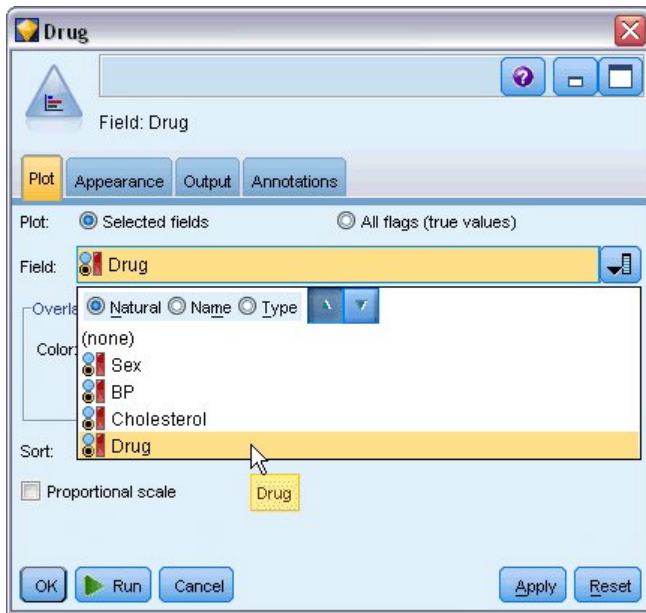 Drug
Field: Drug
Plot Appearance Output Annotations
Plot: Selected fields All flags (true values)
Field: Drug
Natural Name Type
(none)
Color:
Sex
BP
Cholesterol
Sort: Drug
Drug
Proportional scale
OK Run Cancel Apply Reset